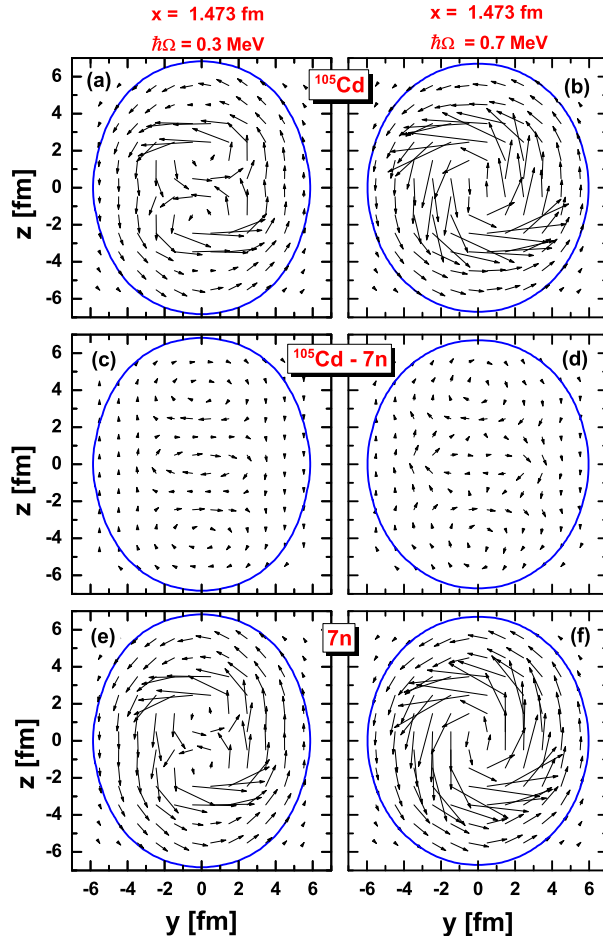 x = 1.473 fm
x = 1.473 fm
ℏΩ = 0.3 MeV
ℏΩ = 0.7 MeV
(a)
¹⁰⁵Cd
(b)
6
4
2
0
-2
-4
-6
z [fm]
(c)
¹⁰⁵Cd - 7n
(d)
6
4
2
0
-2
-4
-6
z [fm]
(e)
7n
(f)
6
4
2
0
-2
-4
-6
z [fm]
-6 -4 -2 0 2 4 6
-6 -4 -2 0 2 4 6
y [fm]
y [fm]